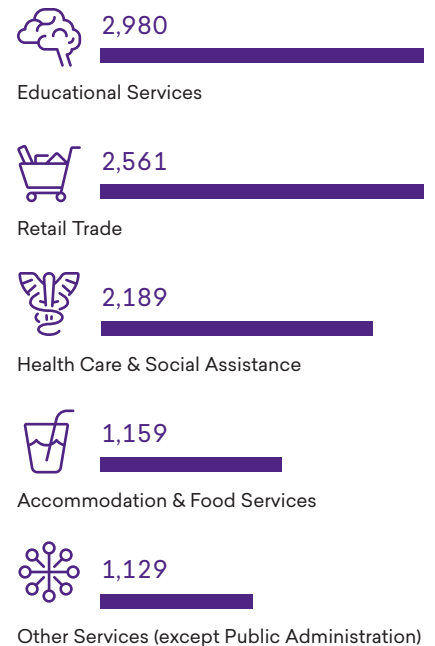 2,980
Educational Services
2,561
Retail Trade
2,189
Health Care & Social Assistance
1,159
Accommodation & Food Services
1,129
Other Services (except Public Administration)